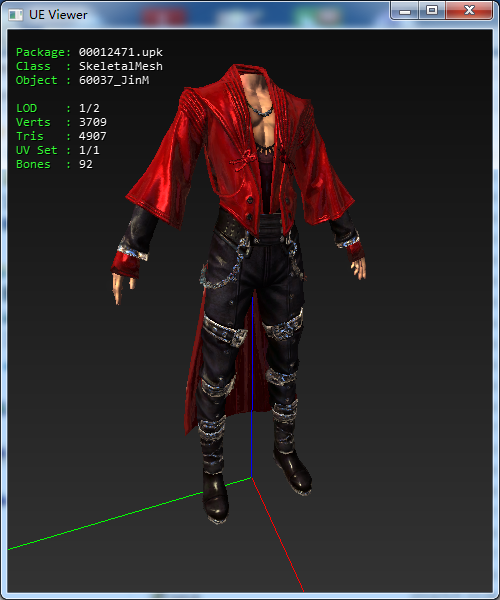 UE Viewer
Package: 00012471.upk
Class : SkeletalMesh
Object : 60037_JinM
LOD : 1/2
Verts : 3709
Tris : 4907
UV Set : 1/1
Bones : 92